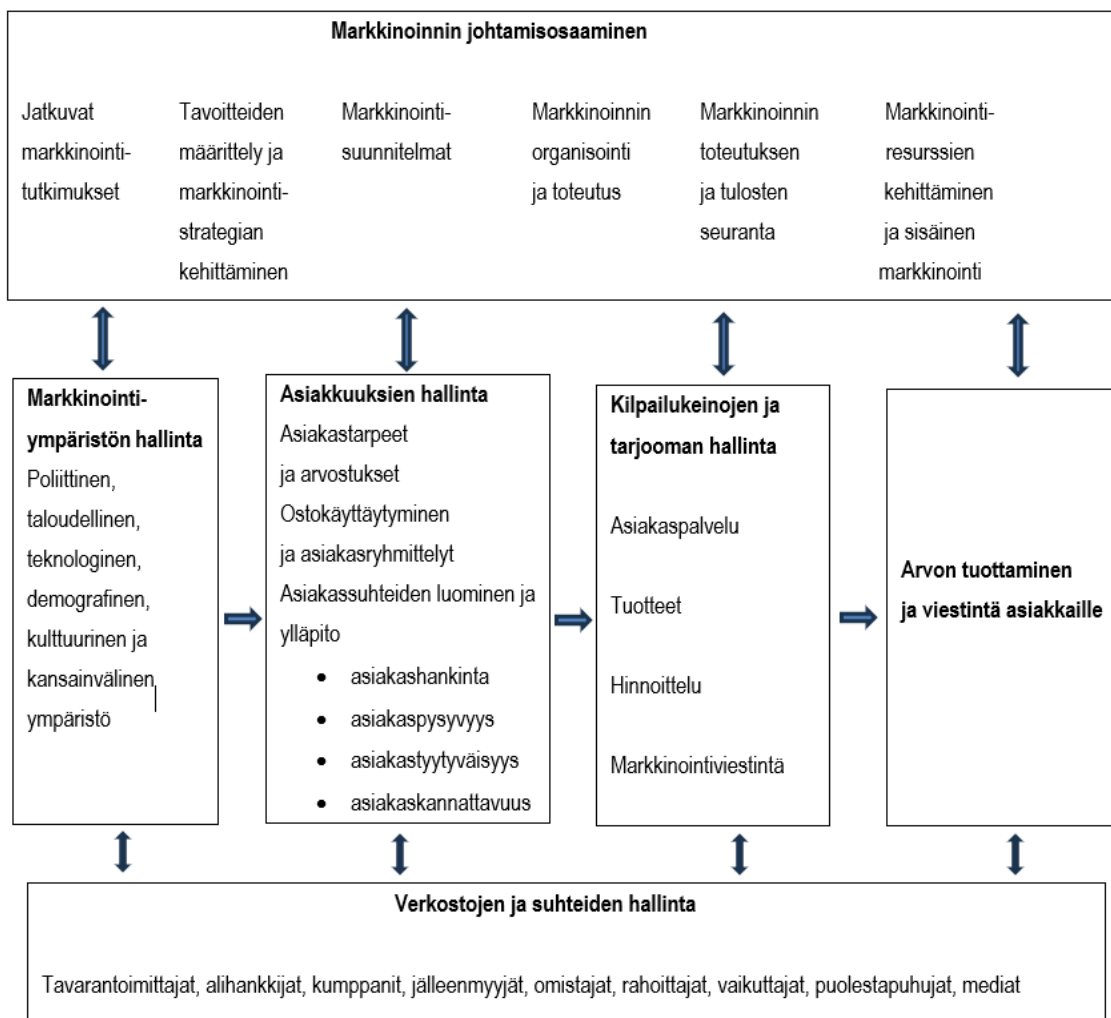 Markkinoinnin johtamisosaaminen
Jatkuvat
markkinointi-
tutkimukset
Tavoitteiden
määrittely ja
markkinointi-
strategian
kehittäminen
Markkinointi-
suunnitelmat
Markkinoinnin
organisointi
ja toteutus
Markkinoinnin
toteutuksen
ja tulosten
seuranta
Markkinointi-
resurssien
kehittäminen
ja sisäinen
markkinointi
Markkinointi-
ympäristön hallinta
Poliittinen,
taloudellinen,
teknologinen,
demografinen,
kulttuurinen ja
kansainvälinen
ympäristö
Asiakkuuksien hallinta
Asiakastarpeet
ja arvostukset
Ostokäyttäytyminen
ja asiakasryhmittelyt
Asiakassuhteiden luominen ja
ylläpito
• asiakashankinta
• asiakaspysyvyys
• asiakastyytyväisyys
• asiakaskannattavuus
Kilpailukeinojen ja
tarjooman hallinta
Asiakaspalvelu
Tuotteet
Hinnoittelu
Markkinointiviestintä
Arvon tuottaminen
ja viestintä asiakkaille
Verkostojen ja suhteiden hallinta
Tavarantoimittajat, alihankkijat, kumppanit, jälleenmyyjät, omistajat, rahoittajat, vaikuttajat, puolestapuhujat, mediat